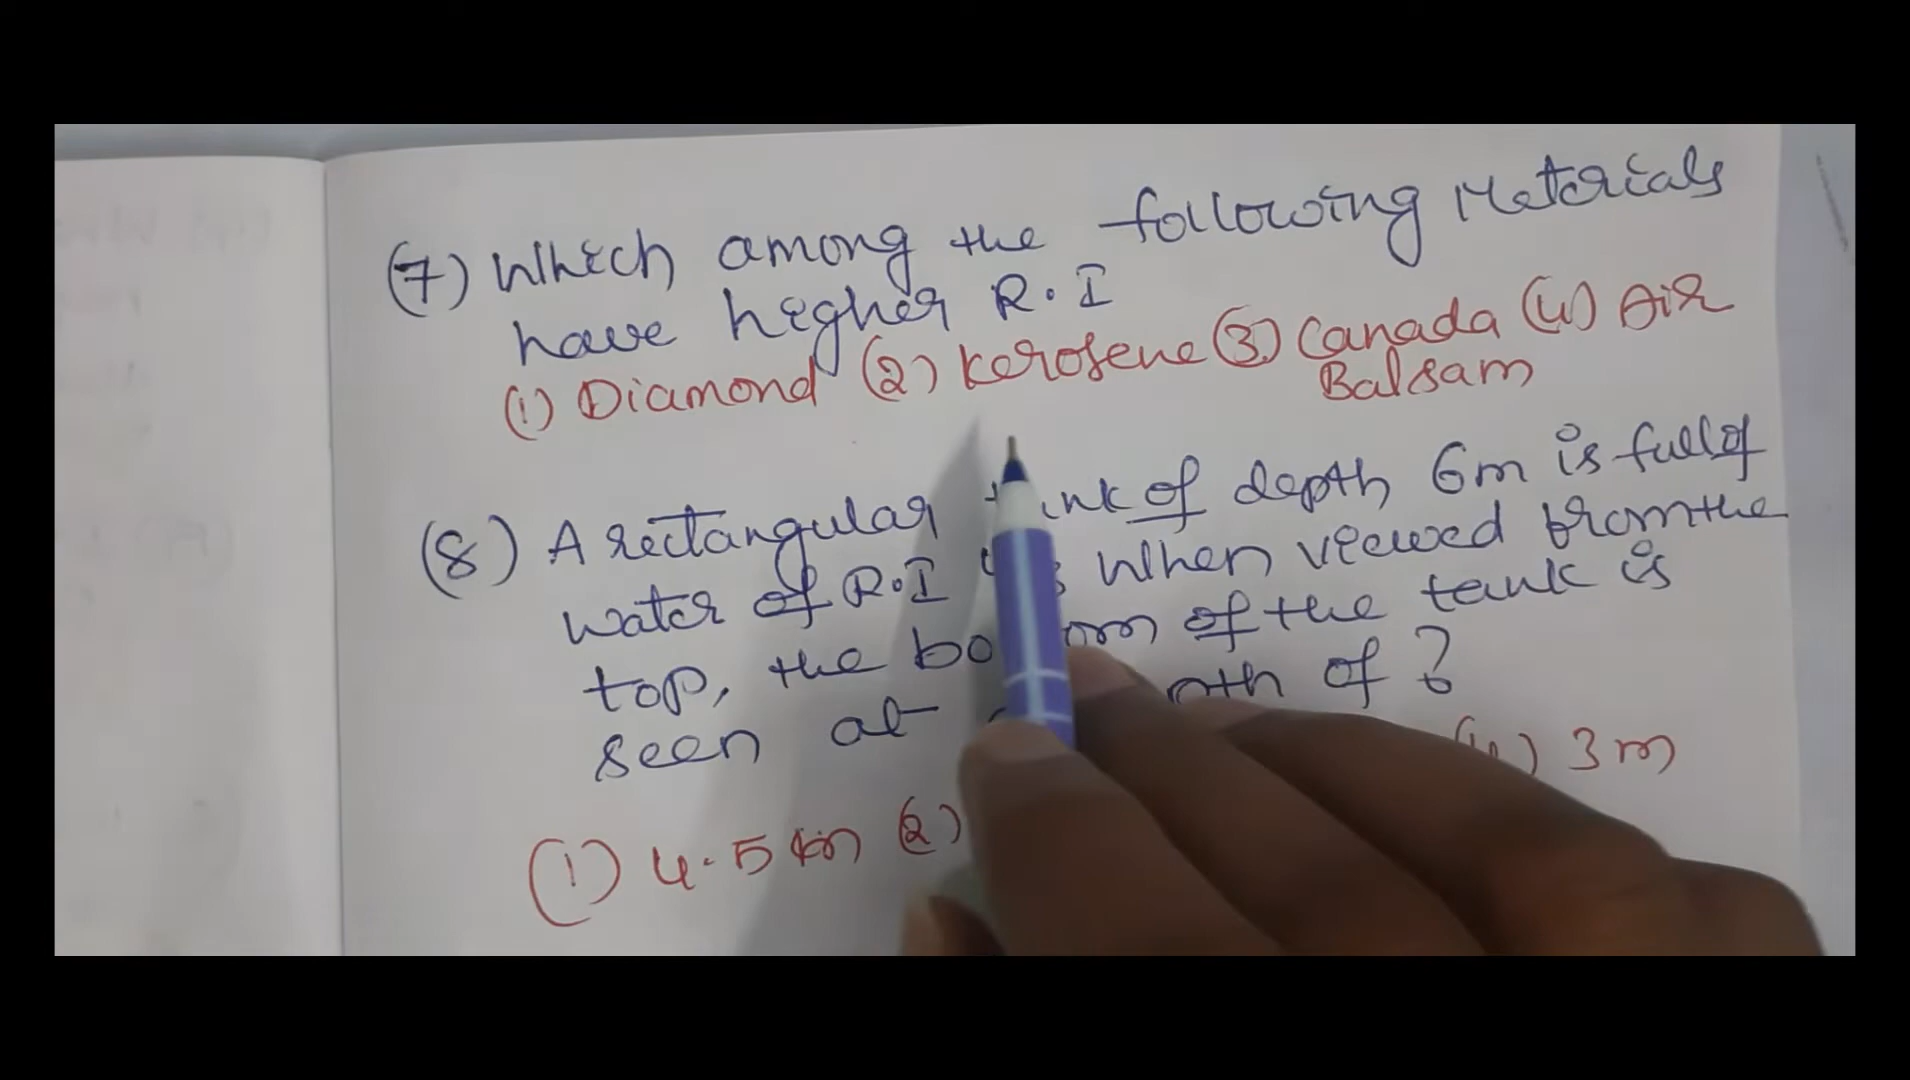 (7) Which among the following Materials
have higher R.I
(1) Diamond (2) Kerosene (3) Canada Balsam (4) Air
(8) A rectangular of depth 6m is full of
water of R.I When viewed from the
top, the of the tank is
seen at of ?
(1) 4.5 (2) (4) 3m